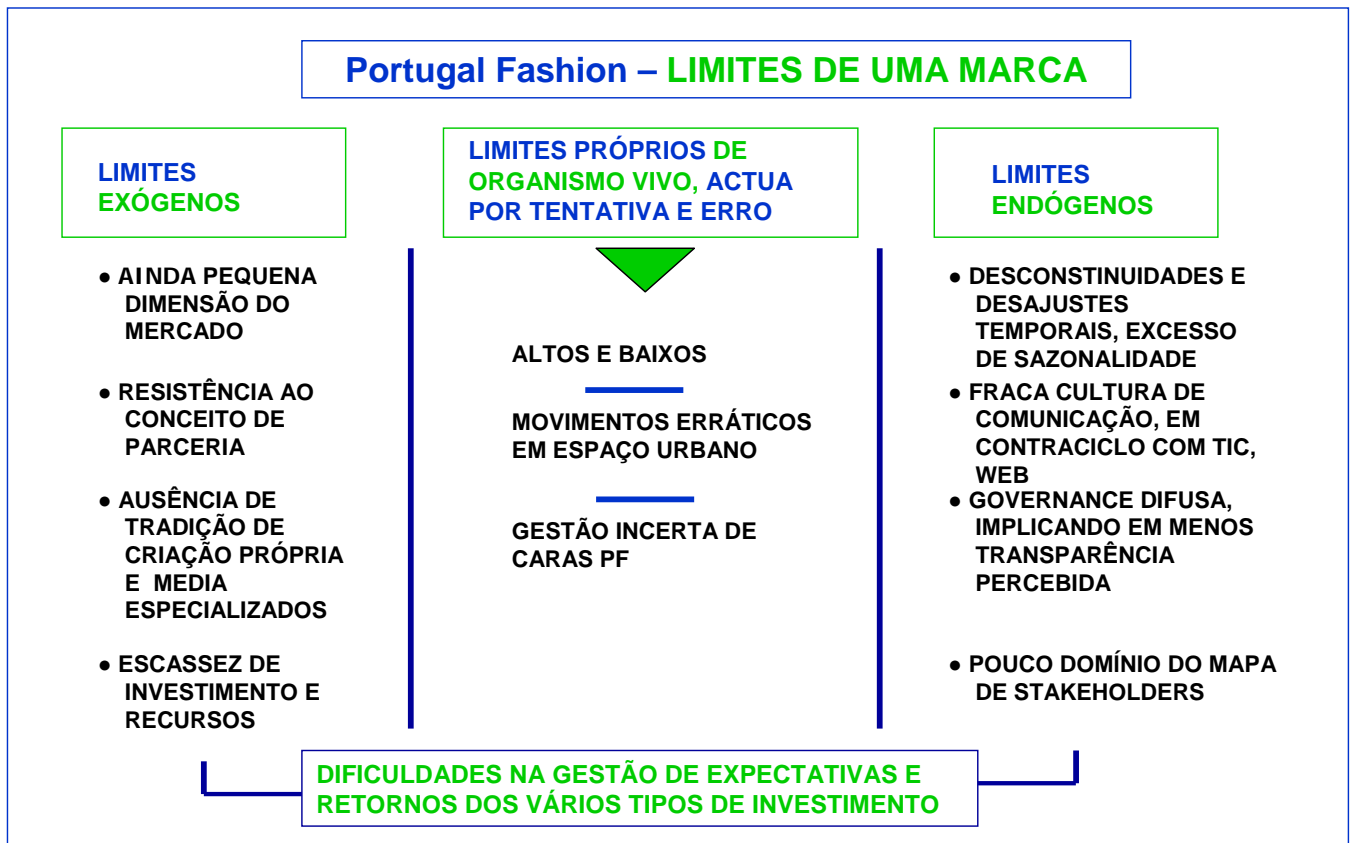 Portugal Fashion – LIMITES DE UMA MARCA
LIMITES
EXÓGENOS
● AINDA PEQUENA
DIMENSÃO DO
MERCADO
● RESISTÊNCIA AO
CONCEITO DE
PARCERIA
● AUSÊNCIA DE
TRADIÇÃO DE
CRIAÇÃO PRÓPRIA
E MEDIA
ESPECIALIZADOS
● ESCASSEZ DE
INVESTIMENTO E
RECURSOS
LIMITES PRÓPRIOS DE
ORGANISMO VIVO, ACTUA
POR TENTATIVA E ERRO
ALTOS E BAIXOS
MOVIMENTOS ERRÁTICOS
EM ESPAÇO URBANO
GESTÃO INCERTA DE
CARAS PF
LIMITES
ENDÓGENOS
● DESCONSTINUIDADES E
DESAJUSTES
TEMPORAIS, EXCESSO
DE SAZONALIDADE
● FRACA CULTURA DE
COMUNICAÇÃO, EM
CONTRACICLO COM TIC,
WEB
● GOVERNANCE DIFUSA,
IMPLICANDO EM MENOS
TRANSPARÊNCIA
PERCEBIDA
● POUCO DOMÍNIO DO MAPA
DE STAKEHOLDERS
DIFICULDADES NA GESTÃO DE EXPECTATIVAS E
RETORNOS DOS VÁRIOS TIPOS DE INVESTIMENTO